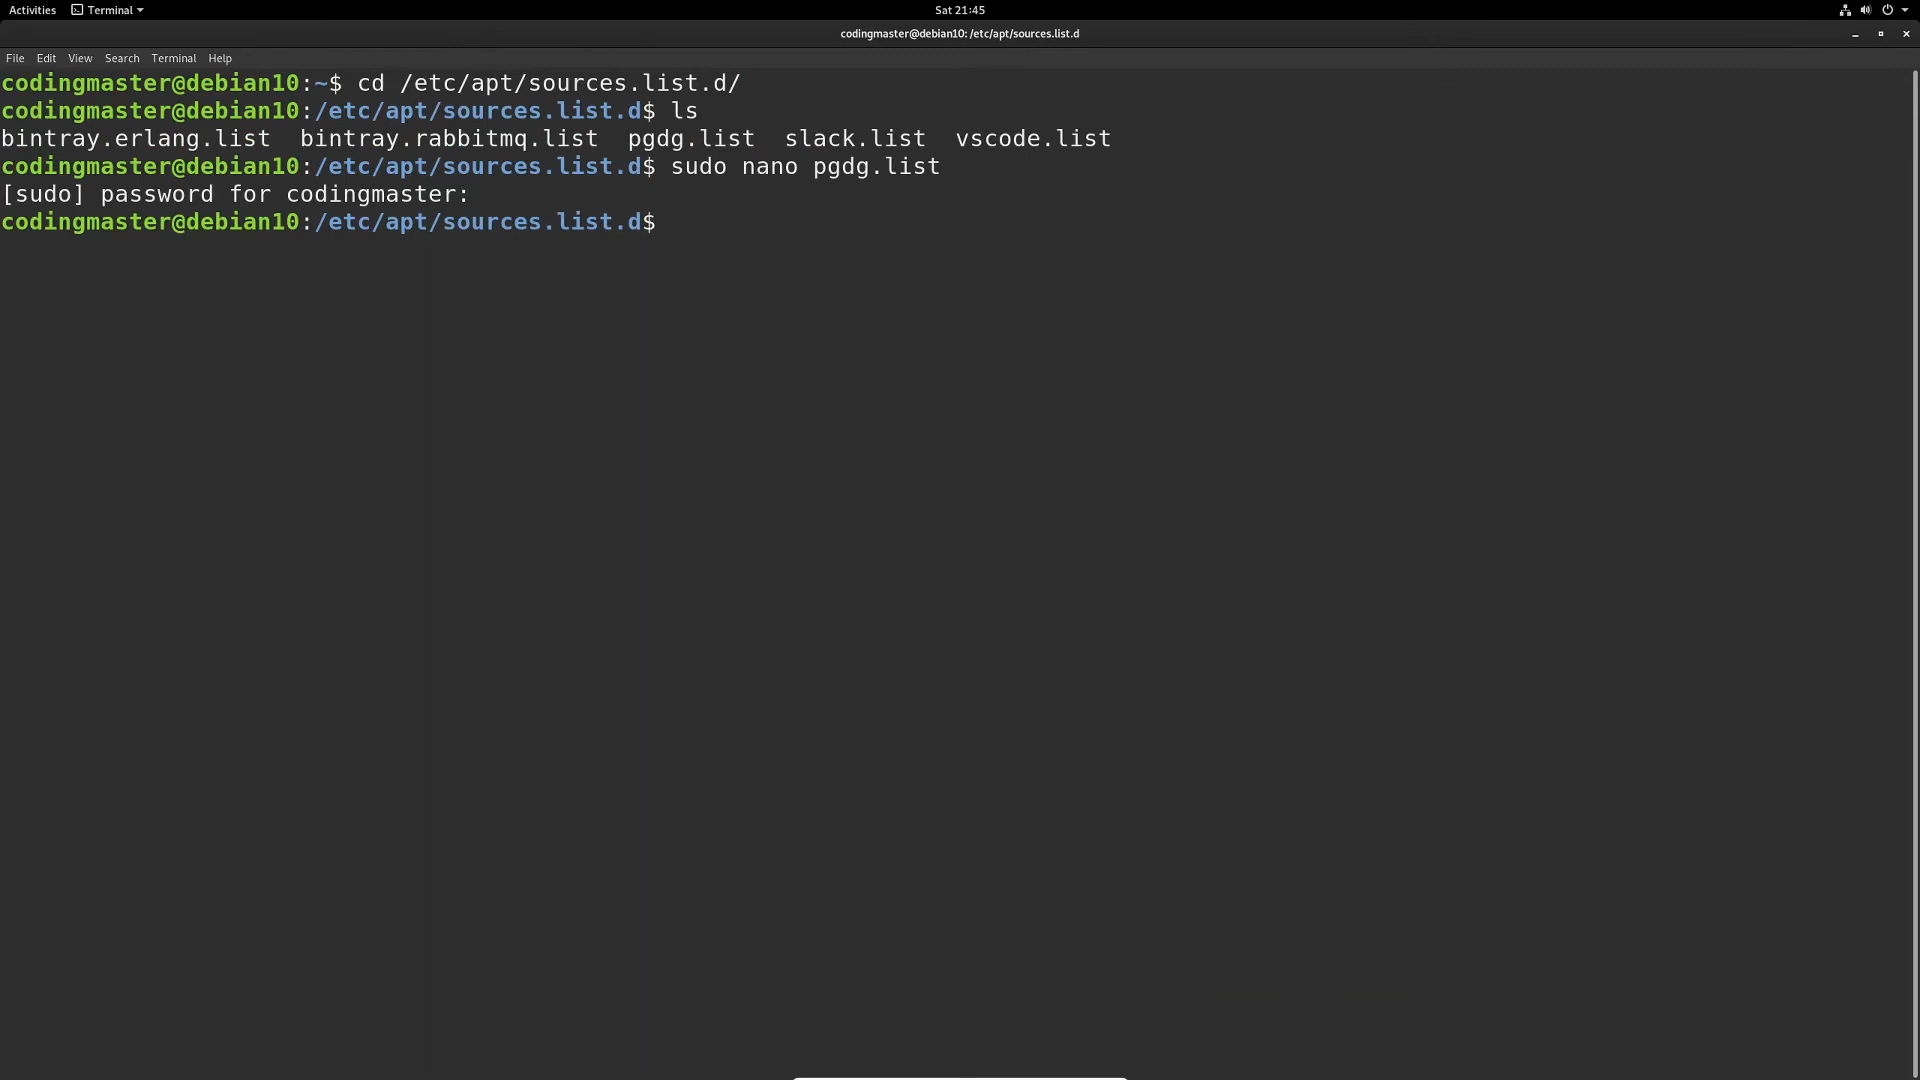 Activities Terminal Sat 21:45
codingmaster@debian10: /etc/apt/sources.list.d
File Edit View Search Terminal Help
codingmaster@debian10:~$ cd /etc/apt/sources.list.d/
codingmaster@debian10:/etc/apt/sources.list.d$ ls
bintray.erlang.list  bintray.rabbitmq.list  pgdg.list  slack.list  vscode.list
codingmaster@debian10:/etc/apt/sources.list.d$ sudo nano pgdg.list
[sudo] password for codingmaster:
codingmaster@debian10:/etc/apt/sources.list.d$